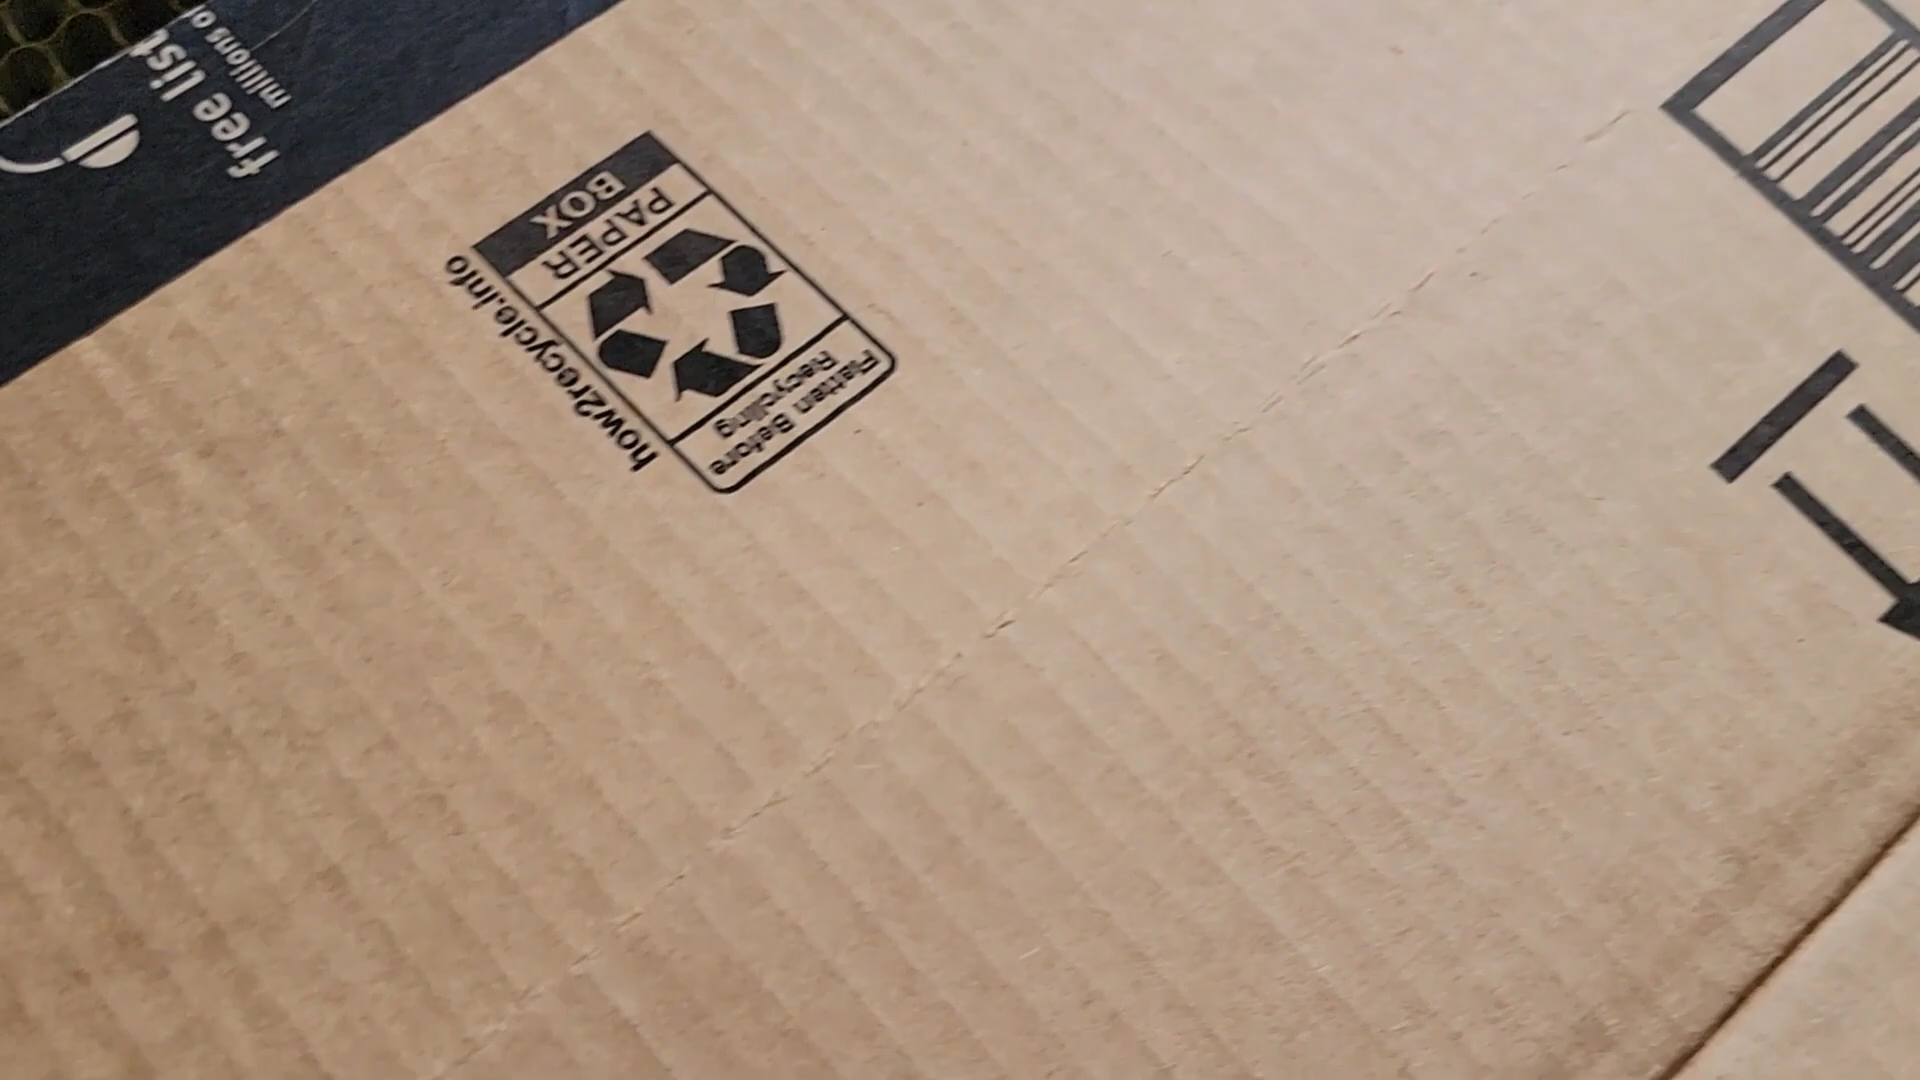 free list
millions o
Flatten Before
Recycling
PAPER
BOX
how2recycle.info